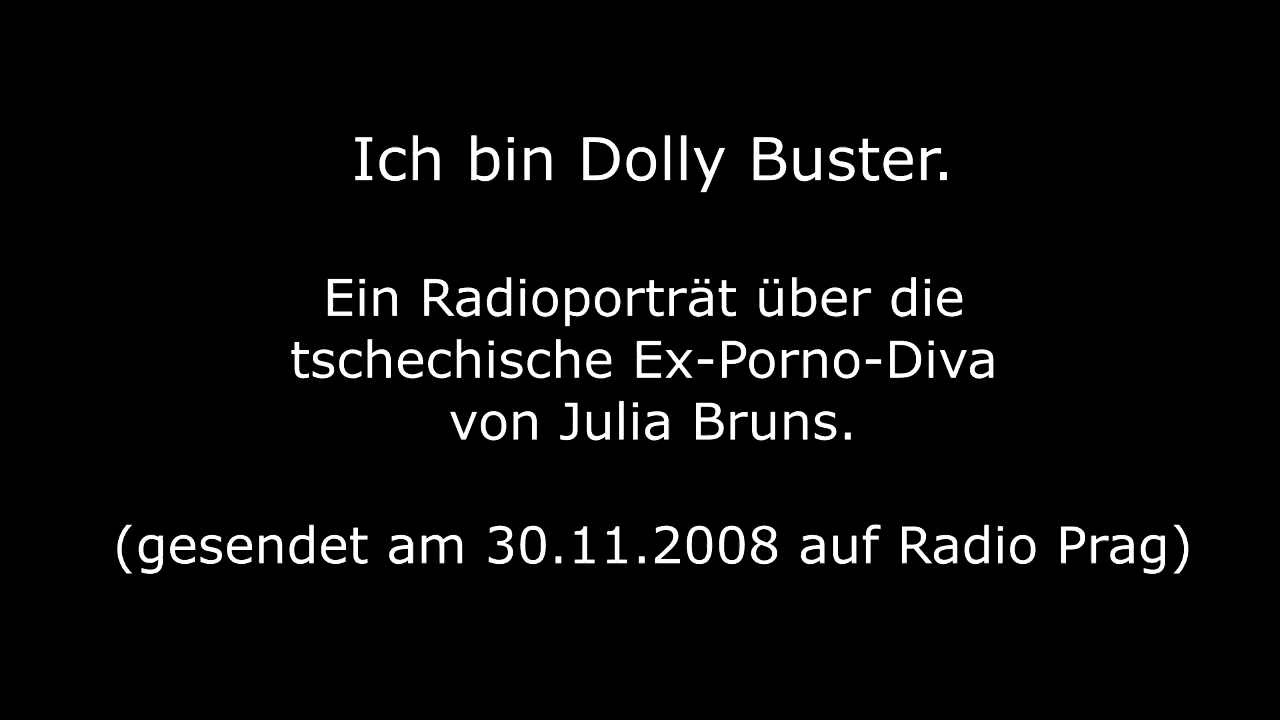 Ich bin Dolly Buster.
Ein Radioporträt über die
tschechische Ex-Porno-Diva
von Julia Bruns.
(gesendet am 30.11.2008 auf Radio Prag)